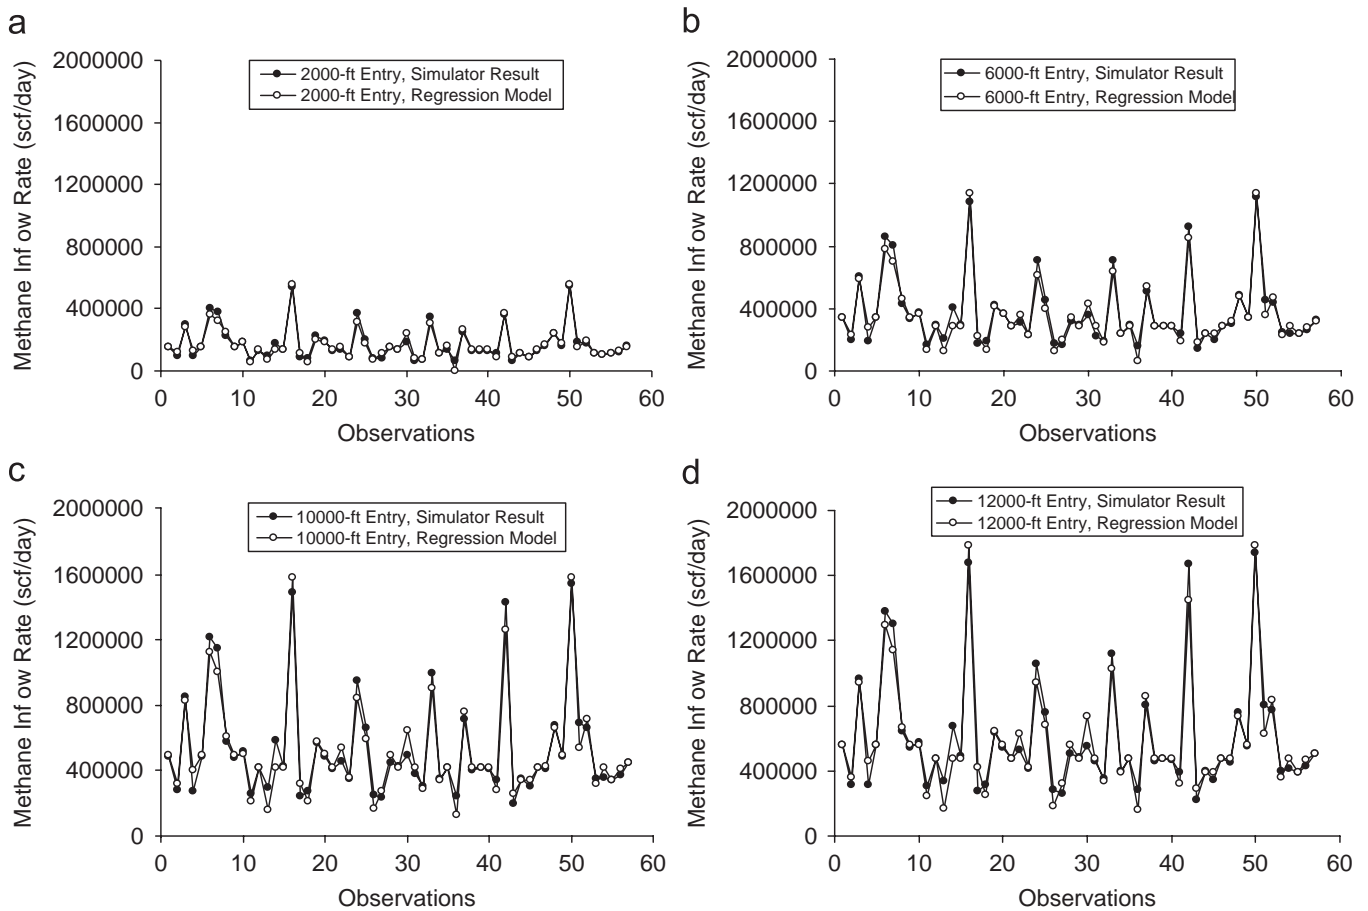 a
2000000
1600000
1200000
800000
400000
0
Methane Inf ow Rate (scf/day)
2000-ft Entry, Simulator Result
2000-ft Entry, Regression Model
0 10 20 30 40 50 60
Observations
b
2000000
1600000
1200000
800000
400000
0
Methane Inf ow Rate (scf/day)
6000-ft Entry, Simulator Result
6000-ft Entry, Regression Model
0 10 20 30 40 50 60
Observations
c
2000000
1600000
1200000
800000
400000
0
Methane Inf ow Rate (scf/day)
10000-ft Entry, Simulator Result
10000-ft Entry, Regression Model
0 10 20 30 40 50 60
Observations
d
2000000
1600000
1200000
800000
400000
0
Methane Inf ow Rate (scf/day)
12000-ft Entry, Simulator Result
12000-ft Entry, Regression Model
0 10 20 30 40 50 60
Observations